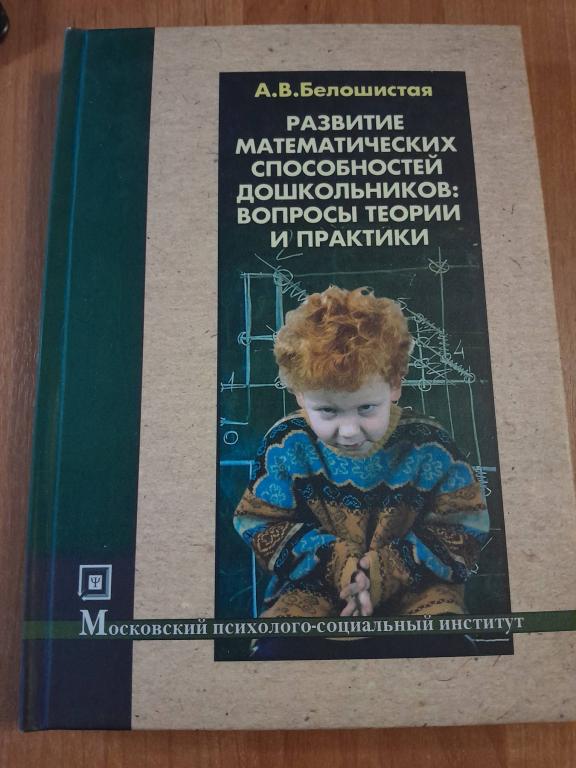 А.В.Белошистая
РАЗВИТИЕ
МАТЕМАТИЧЕСКИХ
СПОСОБНОСТЕЙ
ДОШКОЛЬНИКОВ:
ВОПРОСЫ ТЕОРИИ
И ПРАКТИКИ
Ψ
Московский психолого-социальный институт